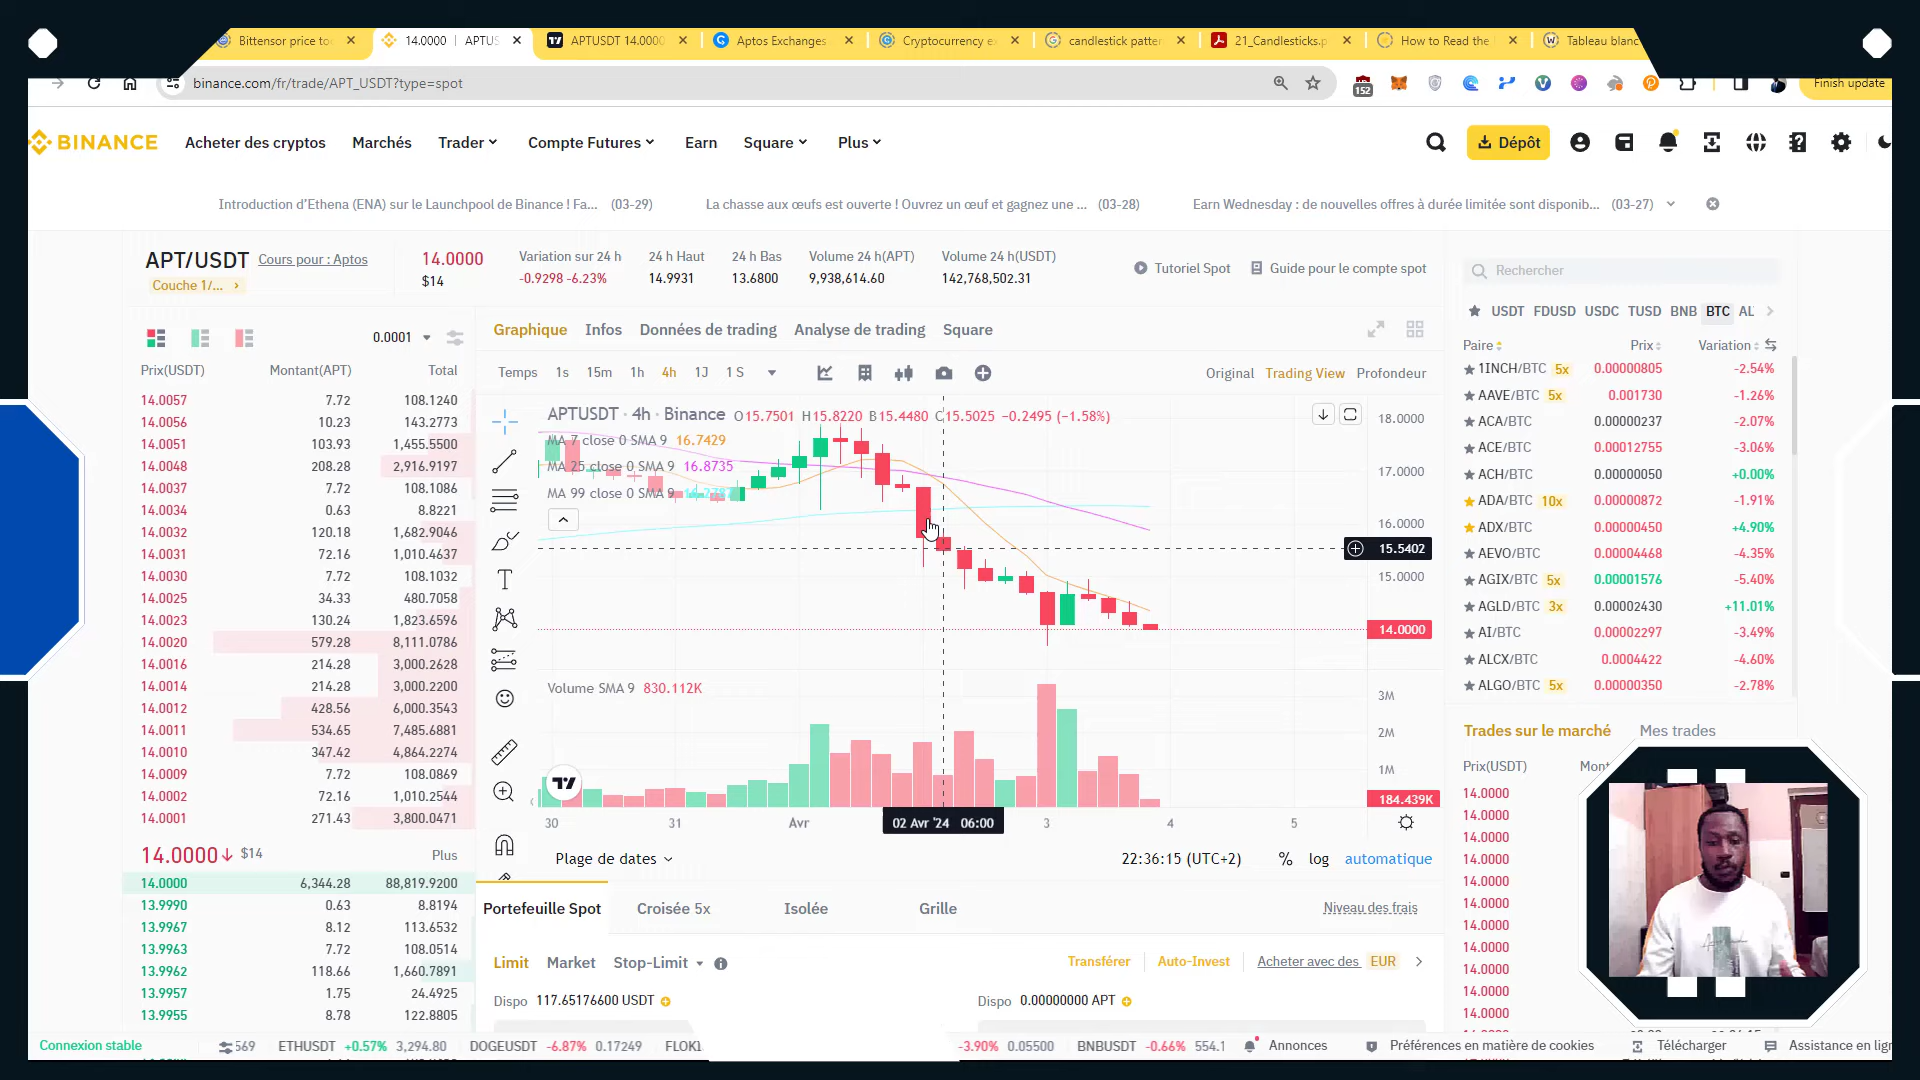 Bittensor price to
14.0000 | APTUS
APTUSDT 14.0000
Aptos Exchanges
Cryptocurrency e
candlestick patter
21_Candlesticks.p
How to Read the
Tableau blanc
binance.com/fr/trade/APT_USDT?type=spot
152
Finish update
BINANCE
Acheter des cryptos
Marchés
Trader
Compte Futures
Earn
Square
Plus
Dépôt
Introduction d'Ethena (ENA) sur le Launchpool de Binance ! Fa... (03-29)
La chasse aux œufs est ouverte ! Ouvrez un œuf et gagnez une ... (03-28)
Earn Wednesday : de nouvelles offres à durée limitée sont disponib... (03-27)
APT/USDT
Cours pour : Aptos
Couche 1/...
14.0000
$14
Variation sur 24 h
-0.9298 -6.23%
24 h Haut
14.9931
24 h Bas
13.6800
Volume 24 h(APT)
9,938,614.60
Volume 24 h(USDT)
142,768,502.31
Tutoriel Spot
Guide pour le compte spot
0.0001
Prix(USDT) Montant(APT) Total
14.0057 7.72 108.1240
14.0056 10.23 143.2773
14.0051 103.93 1,455.5500
14.0048 208.28 2,916.9197
14.0037 7.72 108.1086
14.0034 0.63 8.8221
14.0032 120.18 1,682.9046
14.0031 72.16 1,010.4637
14.0030 7.72 108.1032
14.0025 34.33 480.7058
14.0023 130.24 1,823.6596
14.0020 579.28 8,111.0786
14.0016 214.28 3,000.2628
14.0014 214.28 3,000.2200
14.0012 428.56 6,000.3543
14.0011 534.65 7,485.6881
14.0010 347.42 4,864.2274
14.0009 7.72 108.0869
14.0002 72.16 1,010.2544
14.0001 271.43 3,800.0471
14.0000↓ $14 Plus
14.0000 6,344.28 88,819.9200
13.9990 0.63 8.8194
13.9967 8.12 113.6532
13.9963 7.72 108.0514
13.9962 118.66 1,660.7891
13.9957 1.75 24.4925
13.9955 8.78 122.8805
Graphique
Infos
Données de trading
Analyse de trading
Square
Temps 1s 15m 1h 4h 1J 1 S
Original Trading View Profondeur
APTUSDT · 4h · Binance O15.7501 H15.8220 B15.4480 C15.5025 -0.2495 (-1.58%)
MA 7 close 0 SMA 9 16.7429
MA 25 close 0 SMA 9 16.8735
MA 99 close 0 SMA 9
18.0000
17.0000
16.0000
15.5402
15.0000
14.0000
Volume SMA 9 830.112K
3M
2M
1M
184.439K
30 31 Avr 02 Avr '24 06:00 3 4 5
Plage de dates
22:36:15 (UTC+2) % log automatique
Portefeuille Spot
Croisée 5x
Isolée
Grille
Niveau des frais
Limit Market Stop-Limit
Transférer
Auto-Invest
Acheter avec des EUR
Dispo 117.65176600 USDT
Dispo 0.00000000 APT
Rechercher
USDT FDUSD USDC TUSD BNB BTC AL
Paire Prix Variation
1INCH/BTC 5x 0.00000805 -2.54%
AAVE/BTC 5x 0.001730 -1.26%
ACA/BTC 0.00000237 -2.07%
ACE/BTC 0.00012755 -3.06%
ACH/BTC 0.00000050 +0.00%
ADA/BTC 10x 0.00000872 -1.91%
ADX/BTC 0.00000450 +4.90%
AEVO/BTC 0.00004468 -4.35%
AGIX/BTC 5x 0.00001576 -5.40%
AGLD/BTC 3x 0.00002430 +11.01%
AI/BTC 0.00002297 -3.49%
ALCX/BTC 0.0004422 -4.60%
ALGO/BTC 5x 0.00000350 -2.78%
Trades sur le marché
Mes trades
Prix(USDT) Mont
14.0000
14.0000
14.0000
14.0000
14.0000
14.0000
14.0000
14.0000
14.0000
14.0000
14.0000
Connexion stable
569
ETHUSDT +0.57% 3,294.80
DOGEUSDT -6.87% 0.17249
FLOKI
-3.90% 0.05500
BNBUSDT -0.66% 554.1
Annonces
Préférences en matière de cookies
Télécharger
Assistance en lign